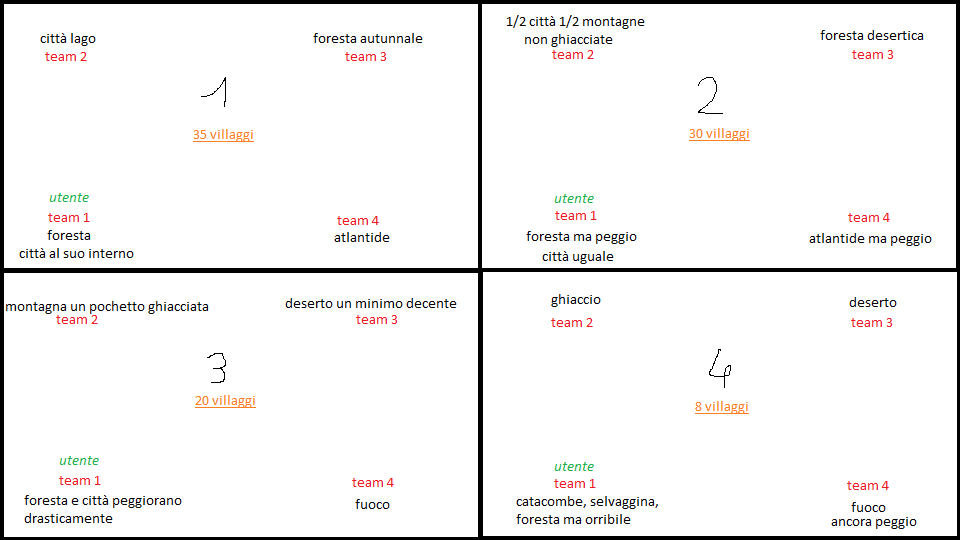 città lago
team 2
foresta autunnale
team 3
1
35 villaggi
utente
team 1
foresta
città al suo interno
team 4
atlantide
1/2 città 1/2 montagne
non ghiacciate
team 2
foresta desertica
team 3
2
30 villaggi
utente
team 1
foresta ma peggio
città uguale
team 4
atlantide ma peggio
montagna un pochetto ghiacciata
team 2
deserto un minimo decente
team 3
3
20 villaggi
utente
team 1
foresta e città peggiorano
drasticamente
team 4
fuoco
ghiaccio
team 2
deserto
team 3
4
8 villaggi
utente
team 1
catacombe, selvaggina,
foresta ma orribile
team 4
fuoco
ancora peggio